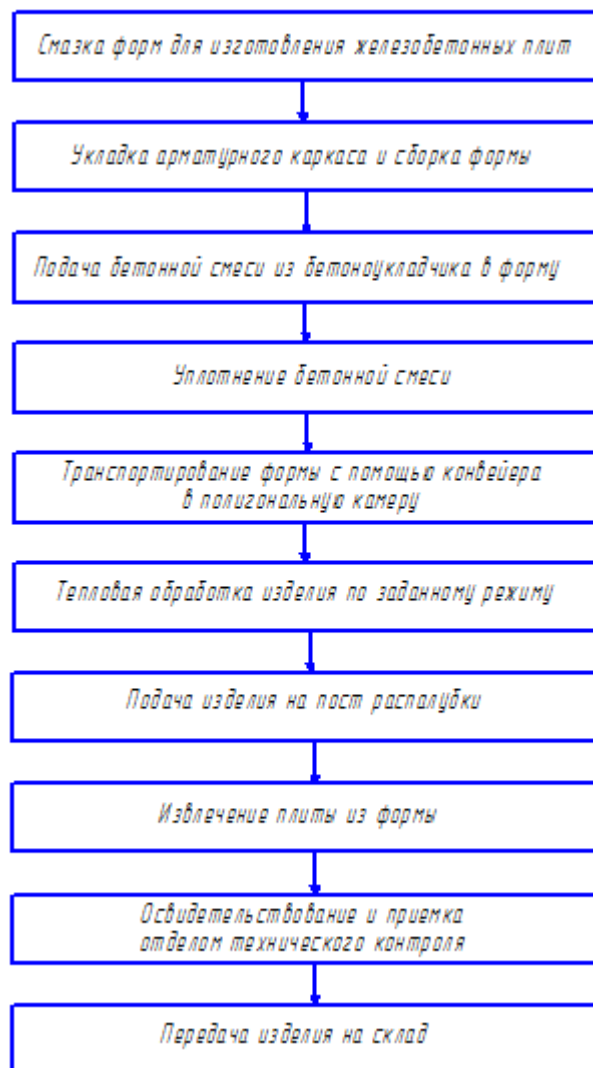 Смазка форм для изготовления железобетонных плит
Укладка арматурного каркаса и сборка формы
Подача бетонной смеси из бетоноукладчика в форму
Уплотнение бетонной смеси
Транспортирование формы с помощью конвейера
в полигональную камеру
Тепловая обработка изделия по заданному режиму
Подача изделия на пост распалубки
Извлечение плиты из формы
Освидетельствование и приемка
отделом технического контроля
Передача изделия на склад